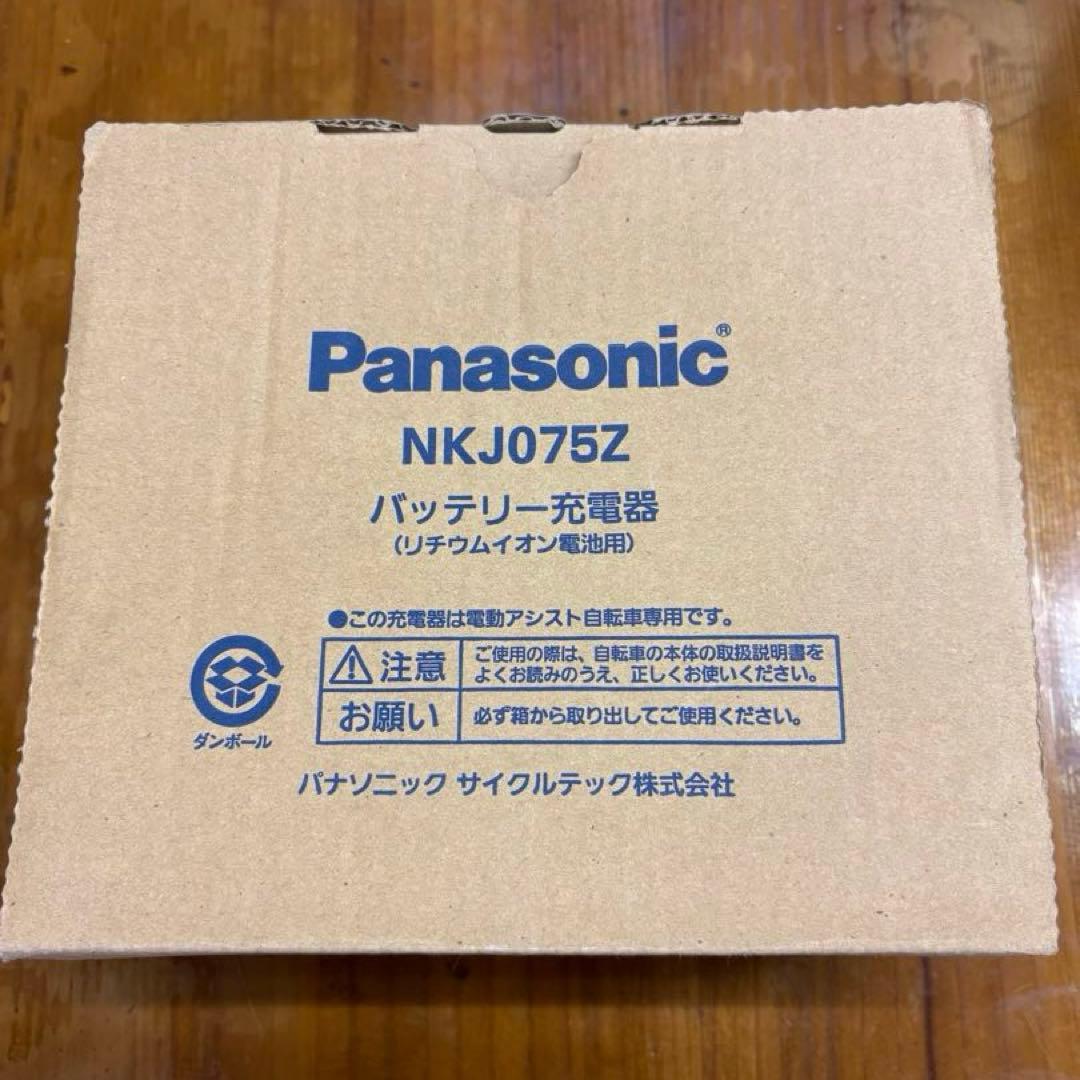 Panasonic®
NKJ075Z
バッテリー充電器
（リチウムイオン電池用）
●この充電器は電動アシスト自転車専用です。
注意
ご使用の際は、自転車の本体の取扱説明書を
よくお読みのうえ、正しくお使いください。
お願い
必ず箱から取り出してご使用ください。
ダンボール
パナソニック サイクルテック株式会社